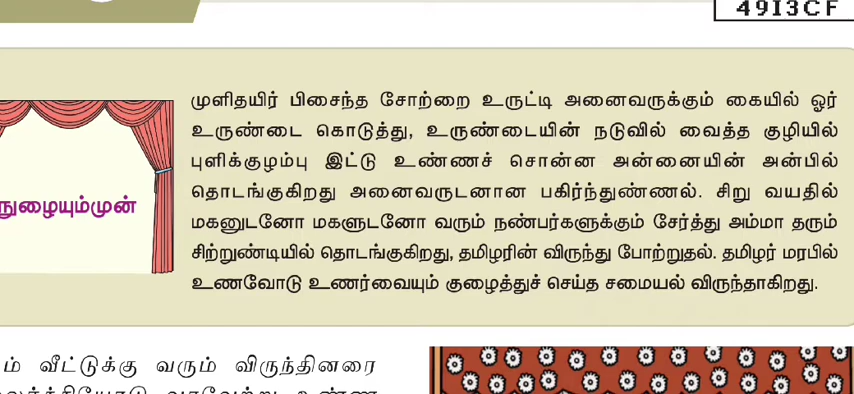 49I3CF
முளிதயிர் பிசைந்த சோற்றை உருட்டி அனைவருக்கும் கையில் ஓர்
உருண்டை கொடுத்து, உருண்டையின் நடுவில் வைத்த குழியில்
புளிக்குழம்பு இட்டு உண்ணச் சொன்ன அன்னையின் அன்பில்
தொடங்குகிறது அனைவருடனான பகிர்ந்துண்ணல். சிறு வயதில்
மகனுடனோ மகளுடனோ வரும் நண்பர்களுக்கும் சேர்த்து அம்மா தரும்
சிற்றுண்டியில் தொடங்குகிறது, தமிழரின் விருந்து போற்றுதல். தமிழர் மரபில்
உணவோடு உணர்வையும் குழைத்துச் செய்த சமையல் விருந்தாகிறது.
நுழையும்முன்
வீட்டுக்கு வரும் விருந்தினரை